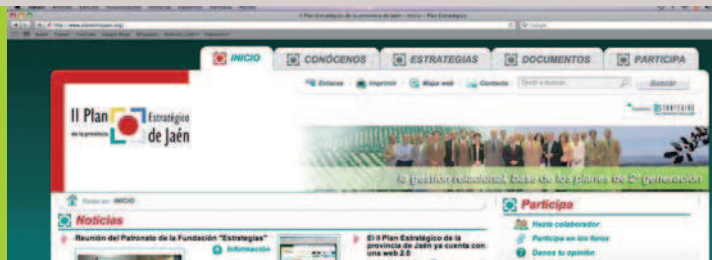 II Plan Estratégico de la provincia de Jaén - Inicio - Plan Estratégico
INICIO
CONÓCENOS
ESTRATEGIAS
DOCUMENTOS
PARTICIPA
Enlaces
Imprimir
Mapa web
Contacto
Buscar
II Plan Estratégico
de la provincia de Jaén
ESTRATEGIAS
la gestión relacional, base de los planes de 2ª generación
INICIO
Noticias
Reunión del Patronato de la Fundación "Estrategias"
Información
El II Plan Estratégico de la
provincia de Jaén ya cuenta con
una web 2.0
Participa
Hazte colaborador
Participa en los foros
Danos tu opinión